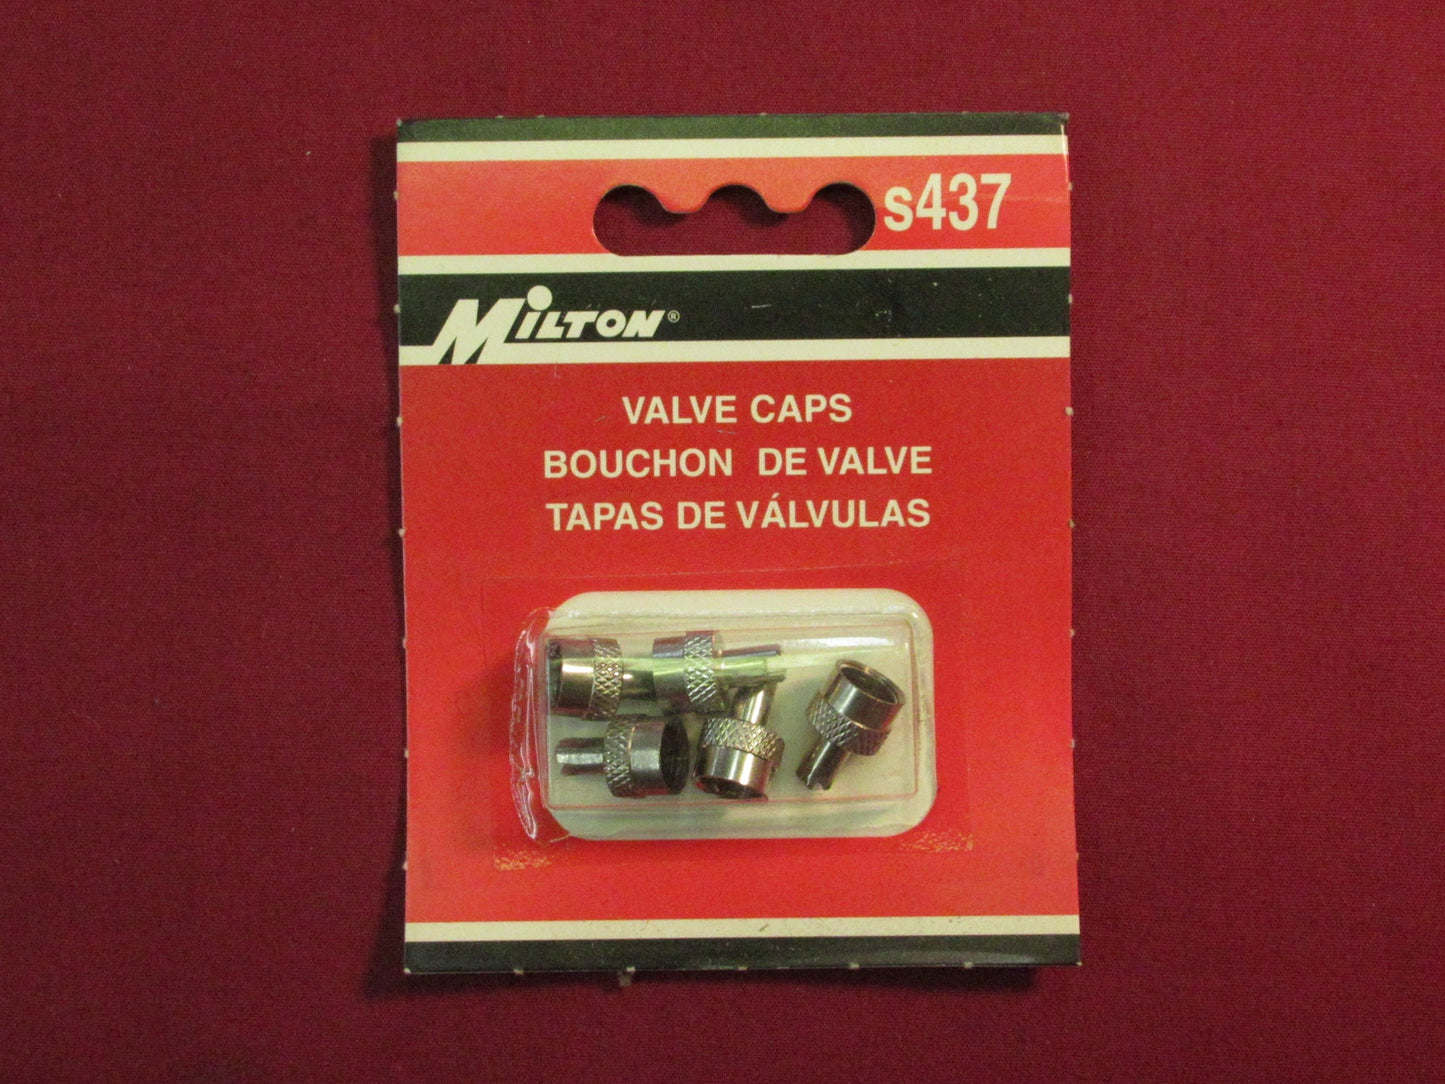 s437
MILTON®
VALVE CAPS
BOUCHON DE VALVE
TAPAS DE VÁLVULAS